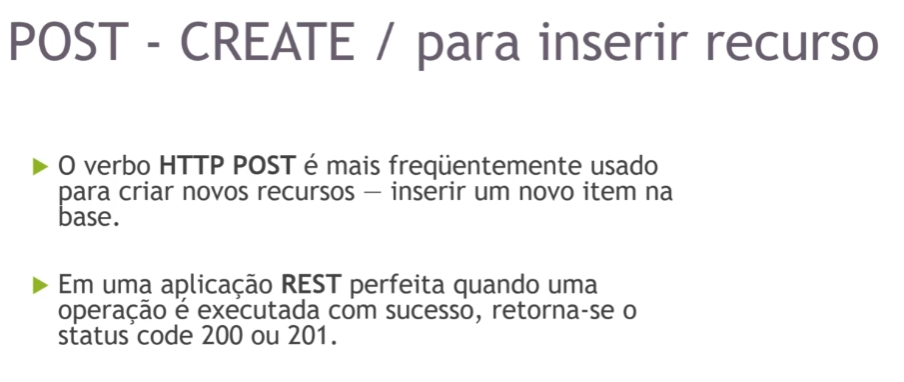 POST - CREATE / para inserir recurso
O verbo HTTP POST é mais freqüentemente usado
para criar novos recursos — inserir um novo item na
base.
Em uma aplicação REST perfeita quando uma
operação é executada com sucesso, retorna-se o
status code 200 ou 201.